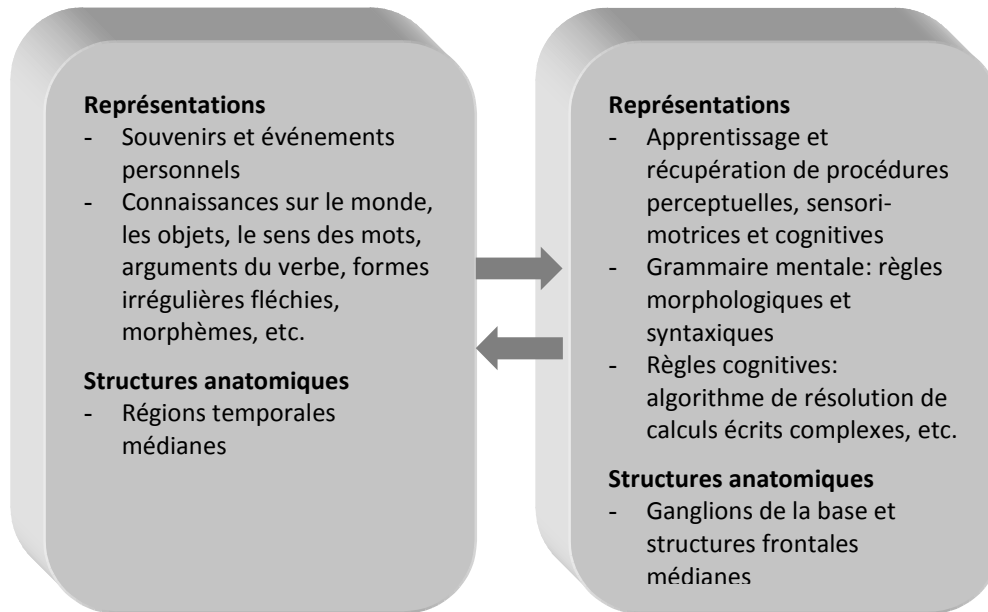 Représentations
- Souvenirs et événements
personnels
- Connaissances sur le monde,
les objets, le sens des mots,
arguments du verbe, formes
irrégulières fléchies,
morphèmes, etc.
Structures anatomiques
- Régions temporales
médianes
Représentations
- Apprentissage et
récupération de procédures
perceptuelles, sensori-
motrices et cognitives
- Grammaire mentale: règles
morphologiques et
syntaxiques
- Règles cognitives:
algorithme de résolution de
calculs écrits complexes, etc.
Structures anatomiques
- Ganglions de la base et
structures frontales
médianes